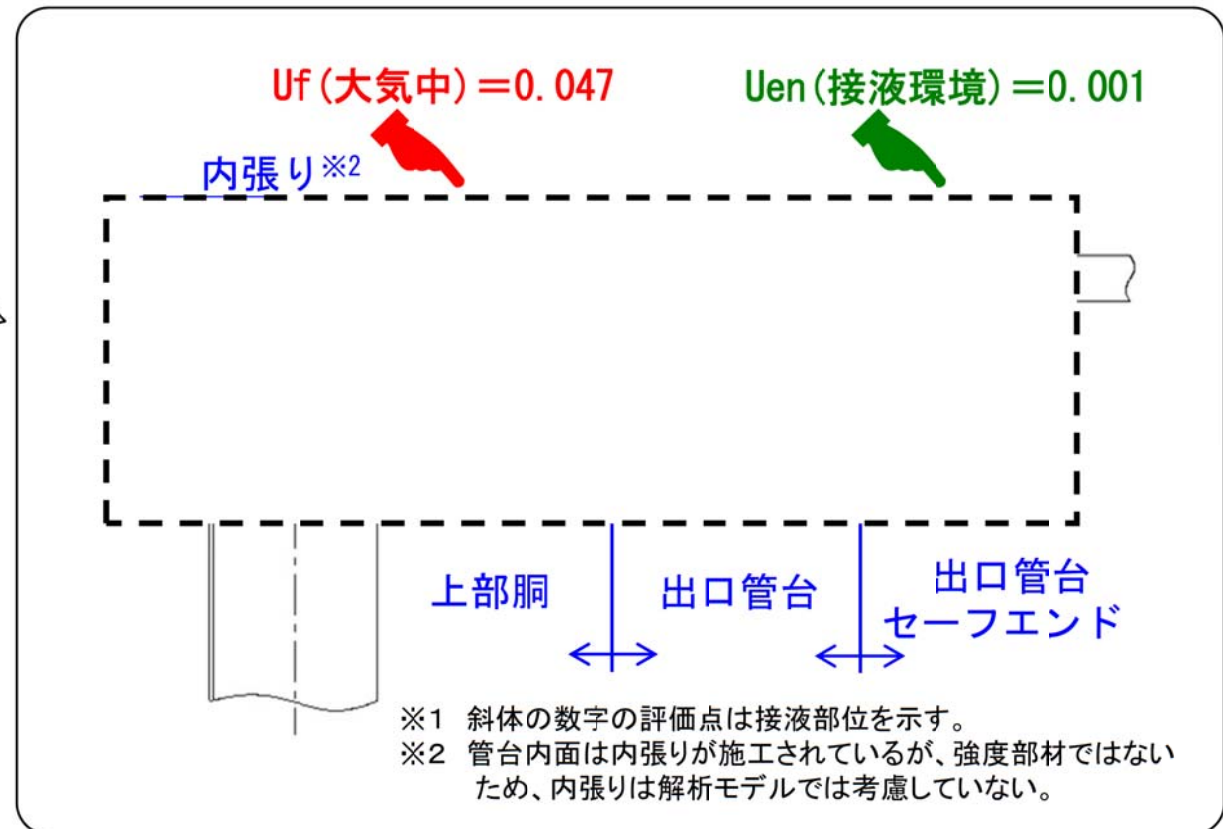 Uf(大気中)=0.047
Uen(接液環境)=0.001
内張り※2
上部胴
出口管台
出口管台
セーフエンド
※1 斜体の数字の評価点は接液部位を示す。
※2 管台内面は内張りが施工されているが、強度部材ではない
ため、内張りは解析モデルでは考慮していない。